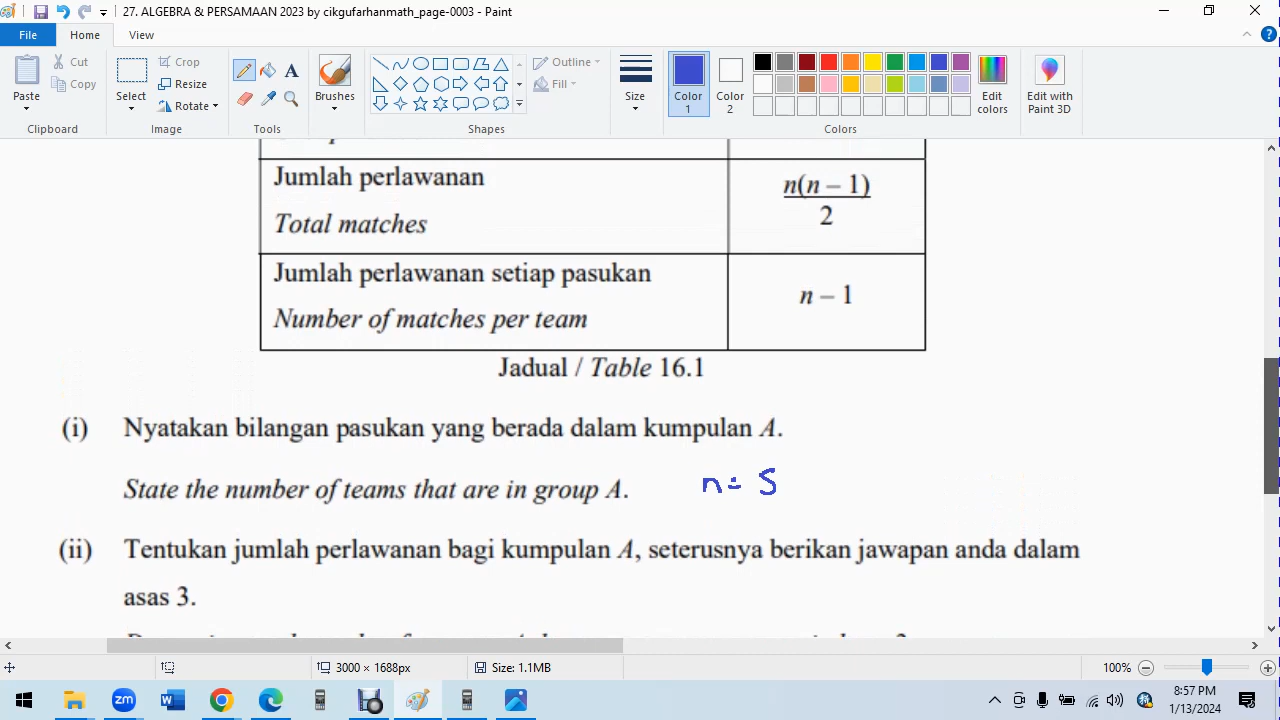 27. ALGEBRA & PERSAMAAN 2023 by cikgufarhanmath_page-0003 - Paint
File Home View
Paste Cut Copy Clipboard
Select Crop Resize Rotate Image
A Tools
Brushes
Outline Fill Shapes
Size
Color 1 Color 2 Edit colors Colors
Edit with Paint 3D
Jumlah perlawanan
Total matches
n(n – 1)
2
Jumlah perlawanan setiap pasukan
Number of matches per team
n – 1
Jadual / Table 16.1
(i) Nyatakan bilangan pasukan yang berada dalam kumpulan A.
State the number of teams that are in group A. n = 5
(ii) Tentukan jumlah perlawanan bagi kumpulan A, seterusnya berikan jawapan anda dalam
asas 3.
3000 × 1688px Size: 1.1MB 100%
zm W
8:57 PM
1/13/2024